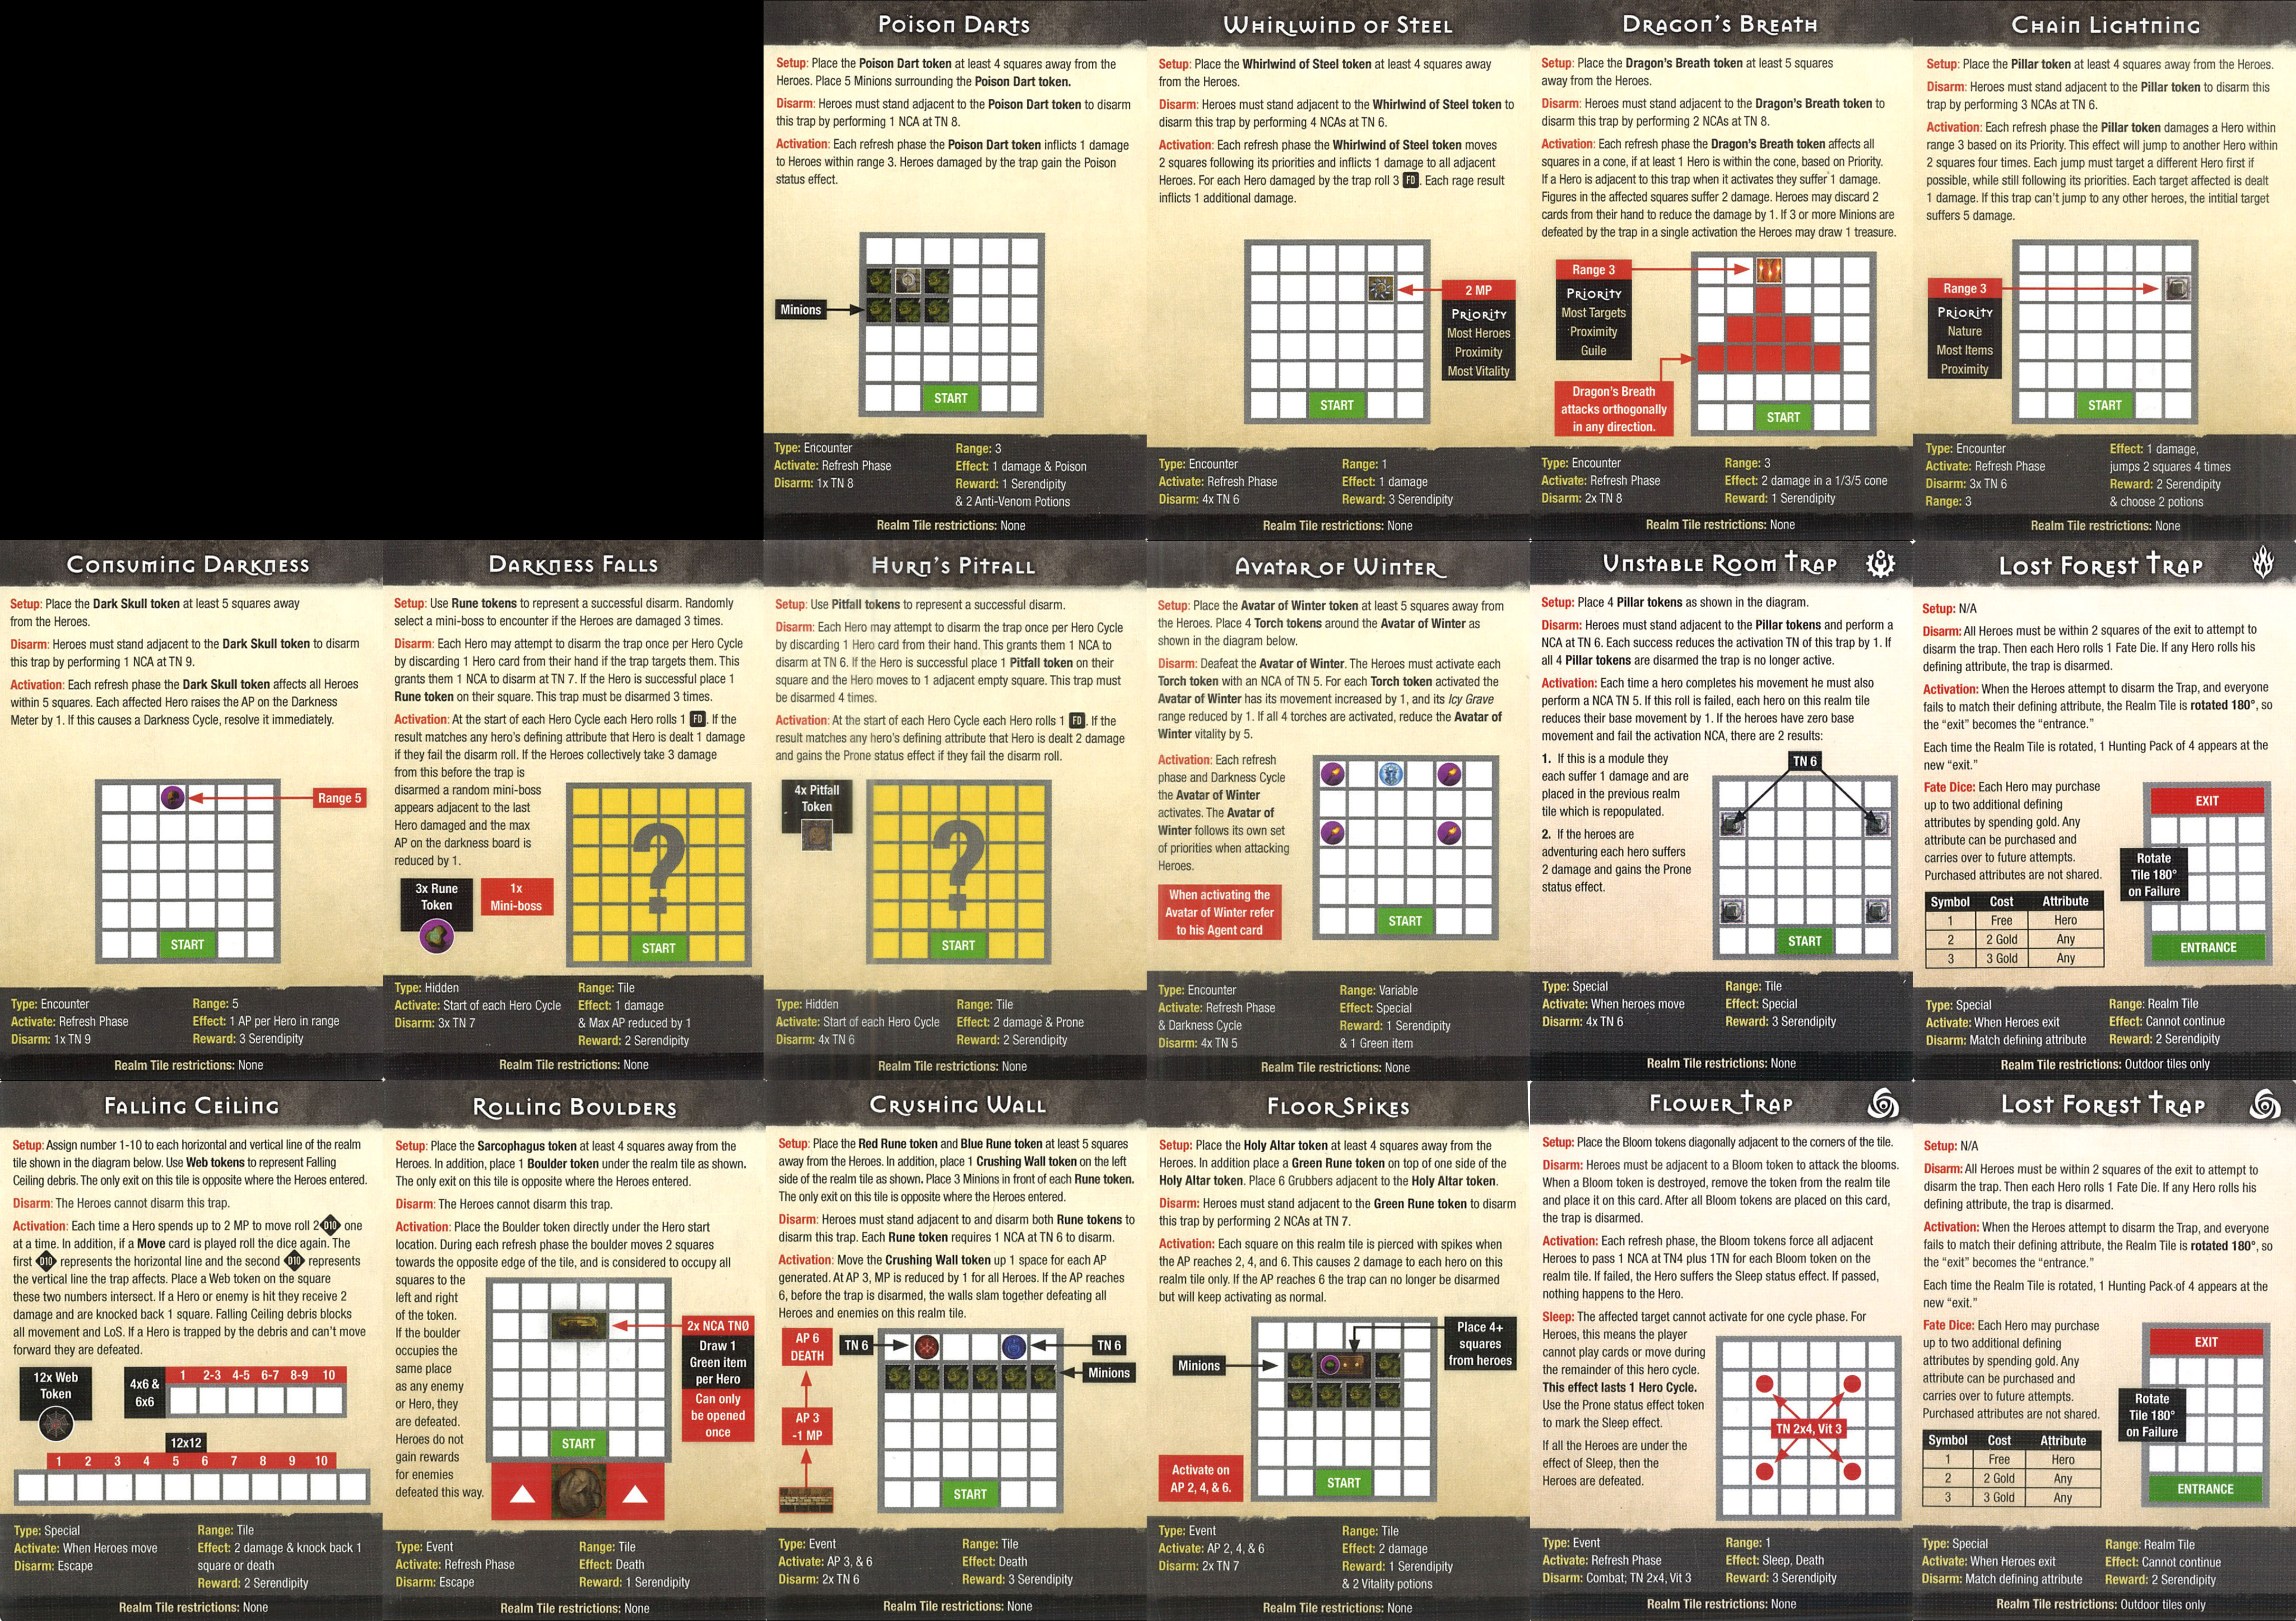 Poison Darts
Setup: Place the Poison Dart token at least 4 squares away from the
Heroes. Place 5 Minions surrounding the Poison Dart token.
Disarm: Heroes must stand adjacent to the Poison Dart token to disarm
this trap by performing 1 NCA at TN 8.
Activation: Each refresh phase the Poison Dart token inflicts 1 damage
to Heroes within range 3. Heroes damaged by the trap gain the Poison
status effect.
Minions
START
Type: Encounter
Activate: Refresh Phase
Disarm: 1x TN 8
Range: 3
Effect: 1 damage & Poison
Reward: 1 Serendipity
& 2 Anti-Venom Potions
Realm Tile restrictions: None
Whirlwind of Steel
Setup: Place the Whirlwind of Steel token at least 4 squares away
from the Heroes.
Disarm: Heroes must stand adjacent to the Whirlwind of Steel token to
disarm this trap by performing 4 NCAs at TN 6.
Activation: Each refresh phase the Whirlwind of Steel token moves
2 squares following its priorities and inflicts 1 damage to all adjacent
Heroes. For each Hero damaged by the trap roll 3 FD. Each rage result
inflicts 1 additional damage.
2 MP
Priority
Most Heroes
Proximity
Most Vitality
START
Type: Encounter
Activate: Refresh Phase
Disarm: 4x TN 6
Range: 1
Effect: 1 damage
Reward: 3 Serendipity
Realm Tile restrictions: None
Dragon's Breath
Setup: Place the Dragon's Breath token at least 5 squares
away from the Heroes.
Disarm: Heroes must stand adjacent to the Dragon's Breath token to
disarm this trap by performing 2 NCAs at TN 8.
Activation: Each refresh phase the Dragon's Breath token affects all
squares in a cone, if at least 1 Hero is within the cone, based on Priority.
If a Hero is adjacent to this trap when it activates they suffer 1 damage.
Figures in the affected squares suffer 2 damage. Heroes may discard 2
cards from their hand to reduce the damage by 1. If 3 or more Minions are
defeated by the trap in a single activation the Heroes may draw 1 treasure.
Range 3
Priority
Most Targets
Proximity
Guile
Dragon's Breath
attacks orthogonally
in any direction.
START
Type: Encounter
Activate: Refresh Phase
Disarm: 2x TN 8
Range: 3
Effect: 2 damage in a 1/3/5 cone
Reward: 1 Serendipity
Realm Tile restrictions: None
Chain Lightning
Setup: Place the Pillar token at least 4 squares away from the Heroes.
Disarm: Heroes must stand adjacent to the Pillar token to disarm this
trap by performing 3 NCAs at TN 6.
Activation: Each refresh phase the Pillar token damages a Hero within
range 3 based on its Priority. This effect will jump to another Hero within
2 squares four times. Each jump must target a different Hero first if
possible, while still following its priorities. Each target affected is dealt
1 damage. If this trap can't jump to any other heroes, the intitial target
suffers 5 damage.
Range 3
Priority
Nature
Most Items
Proximity
START
Type: Encounter
Activate: Refresh Phase
Disarm: 3x TN 6
Range: 3
Effect: 1 damage,
jumps 2 squares 4 times
Reward: 2 Serendipity
& choose 2 potions
Realm Tile restrictions: None
Consuming Darkness
Setup: Place the Dark Skull token at least 5 squares away
from the Heroes.
Disarm: Heroes must stand adjacent to the Dark Skull token to disarm
this trap by performing 1 NCA at TN 9.
Activation: Each refresh phase the Dark Skull token affects all Heroes
within 5 squares. Each affected Hero raises the AP on the Darkness
Meter by 1. If this causes a Darkness Cycle, resolve it immediately.
Range 5
START
Type: Encounter
Activate: Refresh Phase
Disarm: 1x TN 9
Range: 5
Effect: 1 AP per Hero in range
Reward: 3 Serendipity
Realm Tile restrictions: None
Darkness Falls
Setup: Use Rune tokens to represent a successful disarm. Randomly
select a mini-boss to encounter if the Heroes are damaged 3 times.
Disarm: Each Hero may attempt to disarm the trap once per Hero Cycle
by discarding 1 Hero card from their hand if the trap targets them. This
grants them 1 NCA to disarm at TN 7. If the Hero is successful place 1
Rune token on their square. This trap must be disarmed 3 times.
Activation: At the start of each Hero Cycle each Hero rolls 1 FD. If the
result matches any hero's defining attribute that Hero is dealt 1 damage
if they fail the disarm roll. If the Heroes collectively take 3 damage
from this before the trap is
disarmed a random mini-boss
appears adjacent to the last
Hero damaged and the max
AP on the darkness board is
reduced by 1.
3x Rune
Token
1x
Mini-boss
?
START
Type: Hidden
Activate: Start of each Hero Cycle
Disarm: 3x TN 7
Range: Tile
Effect: 1 damage
& Max AP reduced by 1
Reward: 2 Serendipity
Realm Tile restrictions: None
Hurn's Pitfall
Setup: Use Pitfall tokens to represent a successful disarm.
Disarm: Each Hero may attempt to disarm the trap once per Hero Cycle
by discarding 1 Hero card from their hand. This grants them 1 NCA to
disarm at TN 6. If the Hero is successful place 1 Pitfall token on their
square and the Hero moves to 1 adjacent empty square. This trap must
be disarmed 4 times.
Activation: At the start of each Hero Cycle each Hero rolls 1 FD. If the
result matches any hero's defining attribute that Hero is dealt 2 damage
and gains the Prone status effect if they fail the disarm roll.
4x Pitfall
Token
?
START
Type: Hidden
Activate: Start of each Hero Cycle
Disarm: 4x TN 6
Range: Tile
Effect: 2 damage & Prone
Reward: 2 Serendipity
Realm Tile restrictions: None
Avatar of Winter
Setup: Place the Avatar of Winter token at least 5 squares away from
the Heroes. Place 4 Torch tokens around the Avatar of Winter as
shown in the diagram below.
Disarm: Deafeat the Avatar of Winter. The Heroes must activate each
Torch token with an NCA of TN 5. For each Torch token activated the
Avatar of Winter has its movement increased by 1, and its Icy Grave
range reduced by 1. If all 4 torches are activated, reduce the Avatar of
Winter vitality by 5.
Activation: Each refresh
phase and Darkness Cycle
the Avatar of Winter
activates. The Avatar of
Winter follows its own set
of priorities when attacking
Heroes.
When activating the
Avatar of Winter refer
to his Agent card
START
Type: Encounter
Activate: Refresh Phase
& Darkness Cycle
Disarm: 4x TN 5
Range: Variable
Effect: Special
Reward: 1 Serendipity
& 1 Green item
Realm Tile restrictions: None
Unstable Room Trap
Setup: Place 4 Pillar tokens as shown in the diagram.
Disarm: Heroes must stand adjacent to the Pillar tokens and perform a
NCA at TN 6. Each success reduces the activation TN of this trap by 1. If
all 4 Pillar tokens are disarmed the trap is no longer active.
Activation: Each time a hero completes his movement he must also
perform a NCA TN 5. If this roll is failed, each hero on this realm tile
reduces their base movement by 1. If the heroes have zero base
movement and fail the activation NCA, there are 2 results:
1. If this is a module they
each suffer 1 damage and are
placed in the previous realm
tile which is repopulated.
2. If the heroes are
adventuring each hero suffers
2 damage and gains the Prone
status effect.
TN 6
START
Type: Special
Activate: When heroes move
Disarm: 4x TN 6
Range: Tile
Effect: Special
Reward: 3 Serendipity
Realm Tile restrictions: None
Lost Forest Trap
Setup: N/A
Disarm: All Heroes must be within 2 squares of the exit to attempt to
disarm the trap. Then each Hero rolls 1 Fate Die. If any Hero rolls his
defining attribute, the trap is disarmed.
Activation: When the Heroes attempt to disarm the Trap, and everyone
fails to match their defining attribute, the Realm Tile is rotated 180°, so
the "exit" becomes the "entrance."
Each time the Realm Tile is rotated, 1 Hunting Pack of 4 appears at the
new "exit."
Fate Dice: Each Hero may purchase
up to two additional defining
attributes by spending gold. Any
attribute can be purchased and
carries over to future attempts.
Purchased attributes are not shared.
Symbol Cost Attribute
1 Free Hero
2 2 Gold Any
3 3 Gold Any
EXIT
Rotate
Tile 180°
on Failure
ENTRANCE
Type: Special
Activate: When Heroes exit
Disarm: Match defining attribute
Range: Realm Tile
Effect: Cannot continue
Reward: 2 Serendipity
Realm Tile restrictions: Outdoor tiles only
Falling Ceiling
Setup: Assign number 1-10 to each horizontal and vertical line of the realm
tile shown in the diagram below. Use Web tokens to represent Falling
Ceiling debris. The only exit on this tile is opposite where the Heroes entered.
Disarm: The Heroes cannot disarm this trap.
Activation: Each time a Hero spends up to 2 MP to move roll 2 D10 one
at a time. In addition, if a Move card is played roll the dice again. The
first D10 represents the horizontal line and the second D10 represents
the vertical line the trap affects. Place a Web token on the square
these two numbers intersect. If a Hero or enemy is hit they receive 2
damage and are knocked back 1 square. Falling Ceiling debris blocks
all movement and LoS. If a Hero is trapped by the debris and can't move
forward they are defeated.
12x Web
Token
4x6 &
6x6
1 2-3 4-5 6-7 8-9 10
12x12
1 2 3 4 5 6 7 8 9 10
Type: Special
Activate: When Heroes move
Disarm: Escape
Range: Tile
Effect: 2 damage & knock back 1
square or death
Reward: 2 Serendipity
Realm Tile restrictions: None
Rolling Boulders
Setup: Place the Sarcophagus token at least 4 squares away from the
Heroes. In addition, place 1 Boulder token under the realm tile as shown.
The only exit on this tile is opposite where the Heroes entered.
Disarm: The Heroes cannot disarm this trap.
Activation: Place the Boulder token directly under the Hero start
location. During each refresh phase the boulder moves 2 squares
towards the opposite edge of the tile, and is considered to occupy all
squares to the
left and right
of the token.
If the boulder
occupies the
same place
as any enemy
or Hero, they
are defeated.
Heroes do not
gain rewards
for enemies
defeated this way.
2x NCA TN0
Draw 1
Green item
per Hero
Can only
be opened
once
START
Type: Event
Activate: Refresh Phase
Disarm: Escape
Range: Tile
Effect: Death
Reward: 1 Serendipity
Realm Tile restrictions: None
Crushing Wall
Setup: Place the Red Rune token and Blue Rune token at least 5 squares
away from the Heroes. In addition, place 1 Crushing Wall token on the left
side of the realm tile as shown. Place 3 Minions in front of each Rune token.
The only exit on this tile is opposite where the Heroes entered.
Disarm: Heroes must stand adjacent to and disarm both Rune tokens to
disarm this trap. Each Rune token requires 1 NCA at TN 6 to disarm.
Activation: Move the Crushing Wall token up 1 space for each AP
generated. At AP 3, MP is reduced by 1 for all Heroes. If the AP reaches
6, before the trap is disarmed, the walls slam together defeating all
Heroes and enemies on this realm tile.
AP 6
DEATH
TN 6
TN 6
Minions
AP 3
-1 MP
START
Type: Event
Activate: AP 3, & 6
Disarm: 2x TN 6
Range: Tile
Effect: Death
Reward: 3 Serendipity
Realm Tile restrictions: None
Floor Spikes
Setup: Place the Holy Altar token at least 4 squares away from the
Heroes. In addition place a Green Rune token on top of one side of the
Holy Altar token. Place 6 Grubbers adjacent to the Holy Altar token.
Disarm: Heroes must stand adjacent to the Green Rune token to disarm
this trap by performing 2 NCAs at TN 7.
Activation: Each square on this realm tile is pierced with spikes when
the AP reaches 2, 4, and 6. This causes 2 damage to each hero on this
realm tile only. If the AP reaches 6 the trap can no longer be disarmed
but will keep activating as normal.
Minions
Place 4+
squares
from heroes
Activate on
AP 2, 4, & 6.
START
Type: Event
Activate: AP 2, 4, & 6
Disarm: 2x TN 7
Range: Tile
Effect: 2 damage
Reward: 1 Serendipity
& 2 Vitality potions
Realm Tile restrictions: None
Flower Trap
Setup: Place the Bloom tokens diagonally adjacent to the corners of the tile.
Disarm: Heroes must be adjacent to a Bloom token to attack the blooms.
When a Bloom token is destroyed, remove the token from the realm tile
and place it on this card. After all Bloom tokens are placed on this card,
the trap is disarmed.
Activation: Each refresh phase, the Bloom tokens force all adjacent
Heroes to pass 1 NCA at TN4 plus 1TN for each Bloom token on the
realm tile. If failed, the Hero suffers the Sleep status effect. If passed,
nothing happens to the Hero.
Sleep: The affected target cannot activate for one cycle phase. For
Heroes, this means the player
cannot play cards or move during
the remainder of this hero cycle.
This effect lasts 1 Hero Cycle.
Use the Prone status effect token
to mark the Sleep effect.
If all the Heroes are under the
effect of Sleep, then the
Heroes are defeated.
TN 2x4, Vit 3
Type: Event
Activate: Refresh Phase
Disarm: Combat; TN 2x4, Vit 3
Range: 1
Effect: Sleep, Death
Reward: 3 Serendipity
Realm Tile restrictions: None
Lost Forest Trap
Setup: N/A
Disarm: All Heroes must be within 2 squares of the exit to attempt to
disarm the trap. Then each Hero rolls 1 Fate Die. If any Hero rolls his
defining attribute, the trap is disarmed.
Activation: When the Heroes attempt to disarm the Trap, and everyone
fails to match their defining attribute, the Realm Tile is rotated 180°, so
the "exit" becomes the "entrance."
Each time the Realm Tile is rotated, 1 Hunting Pack of 4 appears at the
new "exit."
Fate Dice: Each Hero may purchase
up to two additional defining
attributes by spending gold. Any
attribute can be purchased and
carries over to future attempts.
Purchased attributes are not shared.
Symbol Cost Attribute
1 Free Hero
2 2 Gold Any
3 3 Gold Any
EXIT
Rotate
Tile 180°
on Failure
ENTRANCE
Type: Special
Activate: When Heroes exit
Disarm: Match defining attribute
Range: Realm Tile
Effect: Cannot continue
Reward: 2 Serendipity
Realm Tile restrictions: Outdoor tiles only